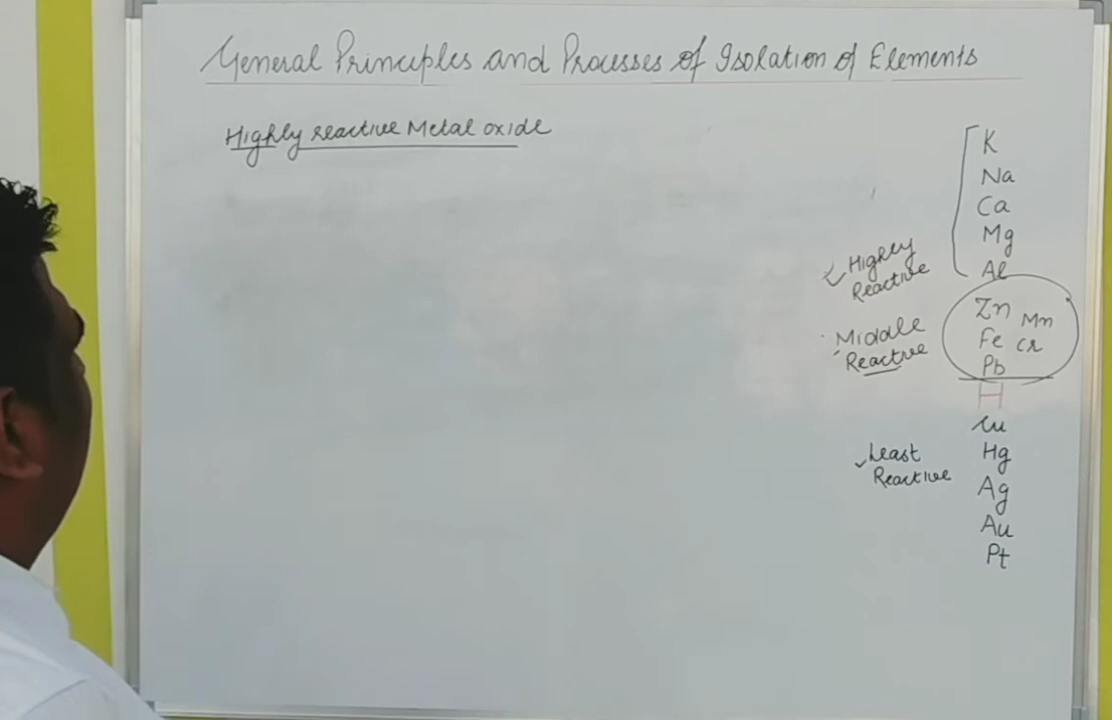 General Principles and Processes of Isolation of Elements
Highly reactive Metal oxide
K
Na
Ca
Mg
Al
Highly
Reactive
Zn Mn
Fe Cr
Pb
Middle
Reactive
H
Cu
Hg
Ag
Au
Pt
Least
Reactive